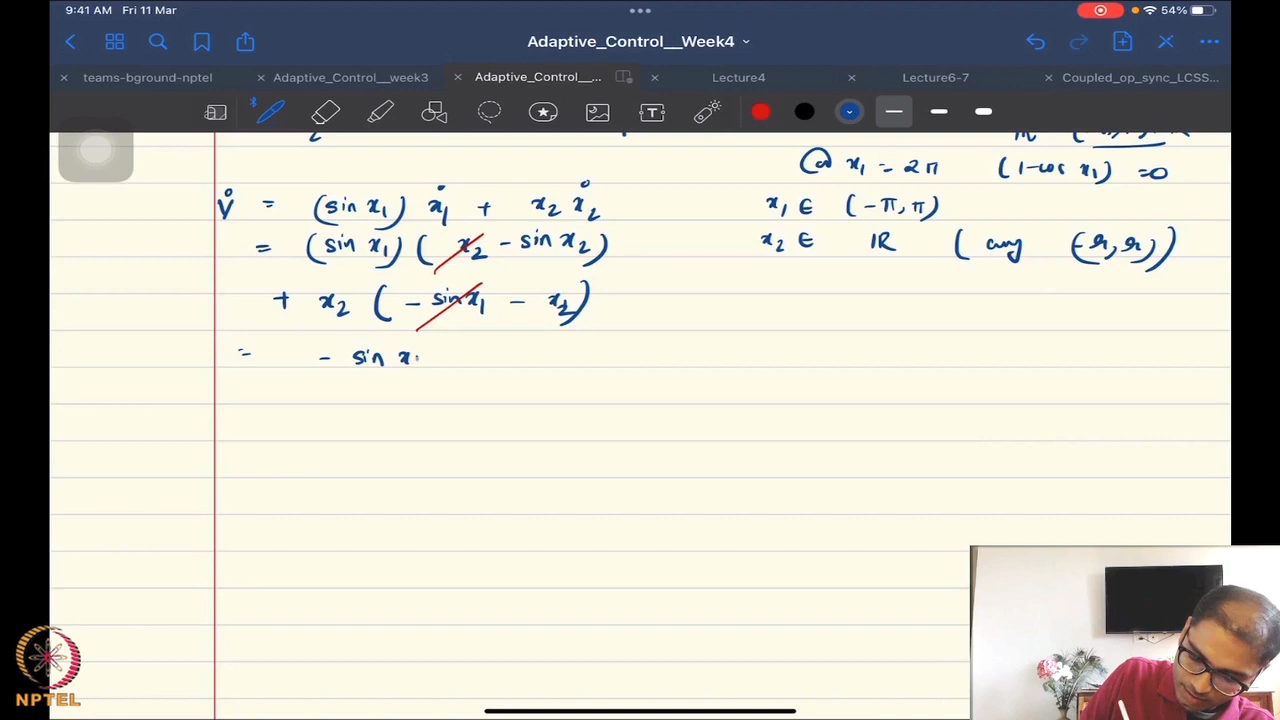 9:41 AM Fri 11 Mar
54%
Adaptive_Control__Week4
teams-bground-nptel
Adaptive_Control__week3
Adaptive_Control__...
Lecture4
Lecture6-7
Coupled_op_sync_LCSS...
2
@ x₁ = 2π (1-cos x₁) = 0
V̇ = (sin x₁) ẋ₁ + x₂ ẋ₂
x₁ ∈ (-π, π)
= (sin x₁) (x₂ - sin x₂)
x₂ ∈ ℝ (any (-r, r))
+ x₂ (- sin x₁ - x₂)
= - sin x
NPTEL